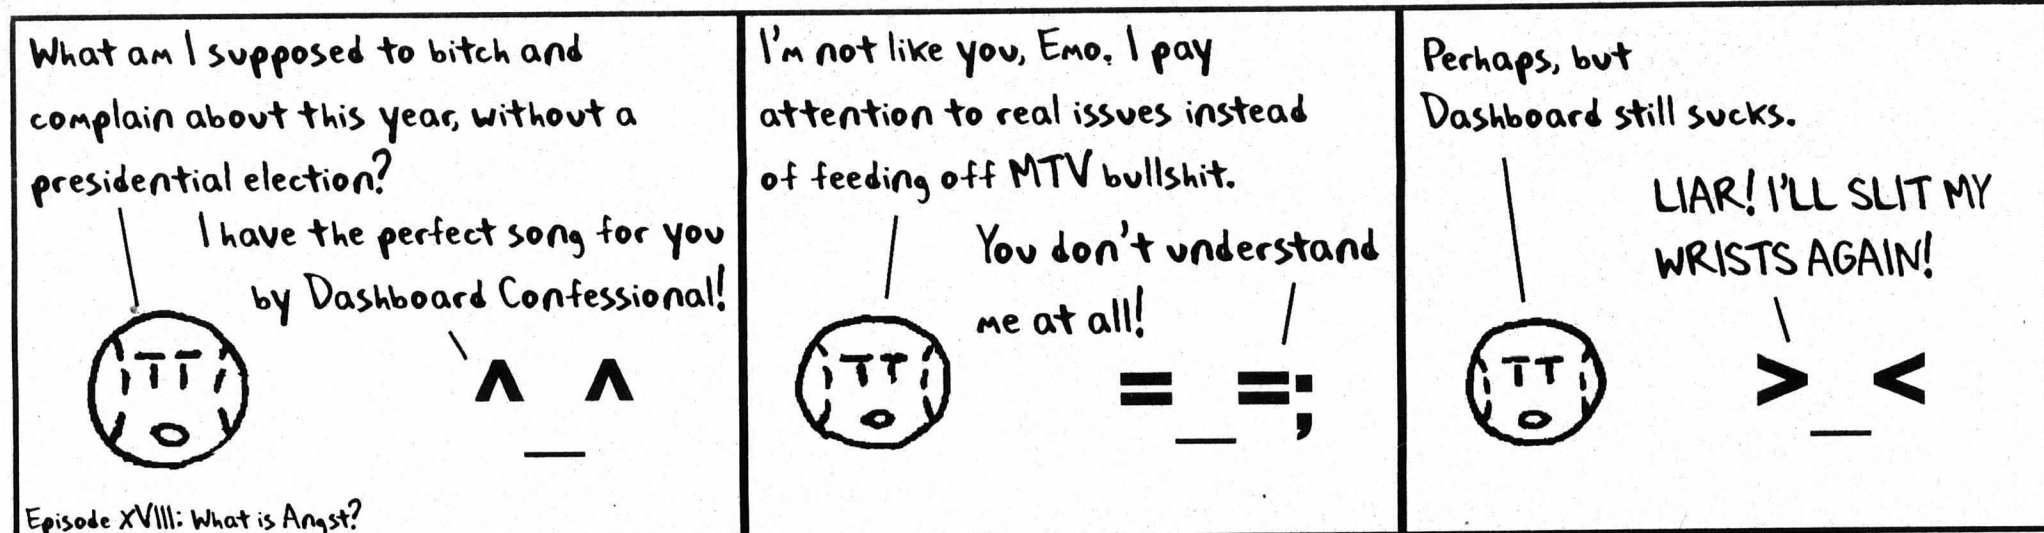 What am I supposed to bitch and
complain about this year, without a
presidential election?
I have the perfect song for you
by Dashboard Confessional!
^_^
Episode XVIII: What is Angst?
I'm not like you, Emo. I pay
attention to real issues instead
of feeding off MTV bullshit.
You don't understand
me at all!
=_=;
Perhaps, but
Dashboard still sucks.
LIAR! I'LL SLIT MY
WRISTS AGAIN!
>_<